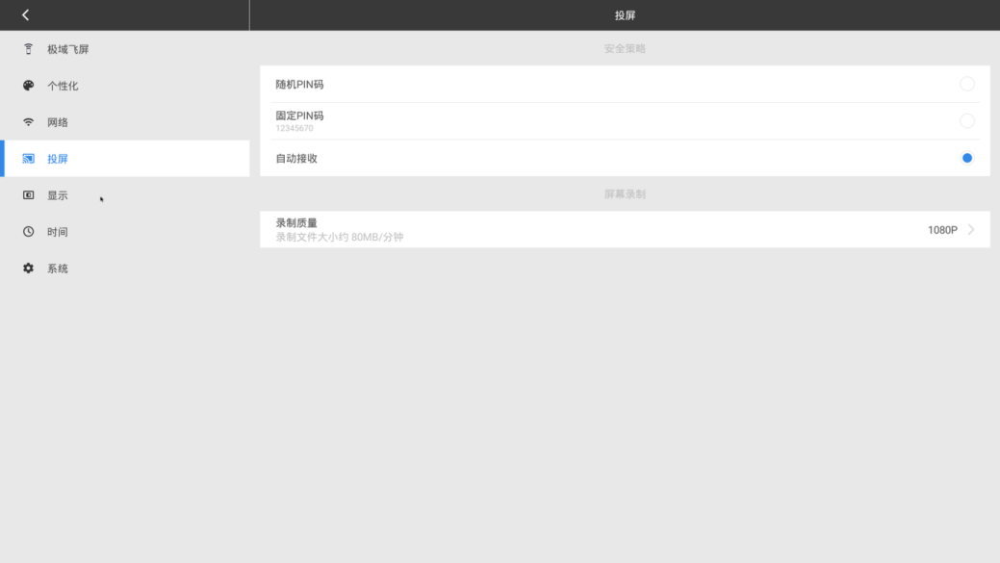 投屏
极域飞屏
个性化
网络
投屏
显示
时间
系统
安全策略
随机PIN码
固定PIN码
12345670
自动接收
屏幕录制
录制质量
录制文件大小约 80MB/分钟
1080P